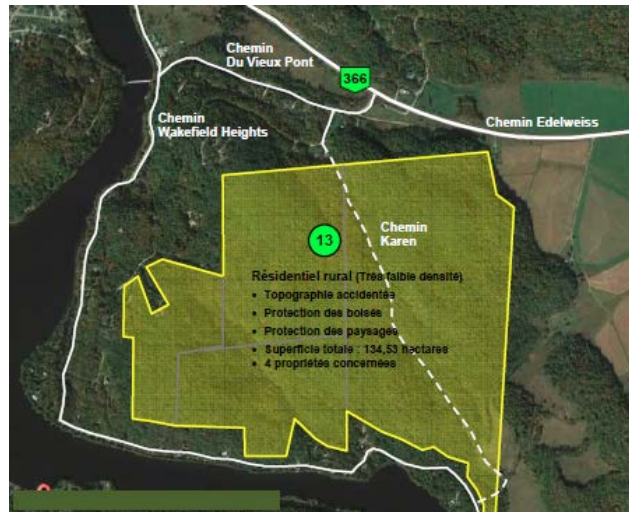 Chemin
Du Vieux Pont
366
Chemin
Wakefield Heights
Chemin Edelweiss
Chemin
Karen
13
Résidentiel rural (Très faible densité)
• Topographie accidentée
• Protection des boisés
• Protection des paysages
• Superficie totale : 134,53 hectares
• 4 propriétés concernées